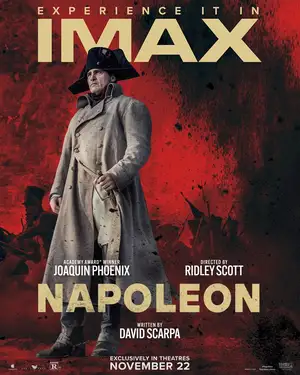 EXPERIENCE IT IN
IMAX
ACADEMY AWARD® WINNER
JOAQUIN PHOENIX
DIRECTED BY
RIDLEY SCOTT
NAPOLEON
WRITTEN BY
DAVID SCARPA
EXCLUSIVELY IN THEATRES
NOVEMBER 22
R